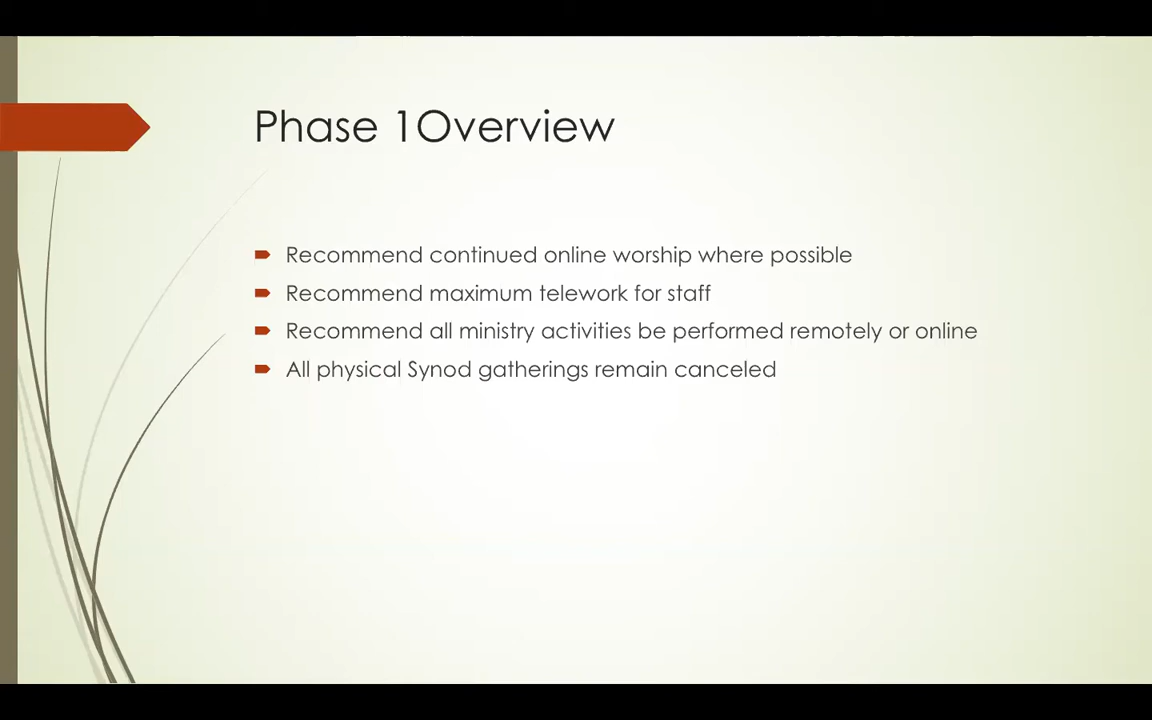 Phase 1Overview
Recommend continued online worship where possible
Recommend maximum telework for staff
Recommend all ministry activities be performed remotely or online
All physical Synod gatherings remain canceled